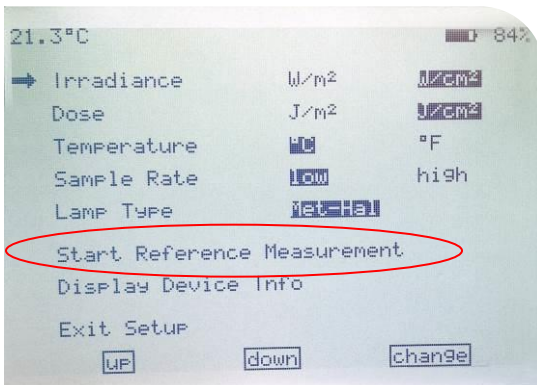 21.3°C 84%
Irradiance W/m² W/cm²
Dose J/m² J/cm²
Temperature °C °F
Sample Rate low high
Lamp Type Met-Hal
Start Reference Measurement
Display Device Info
Exit Setup
up down change